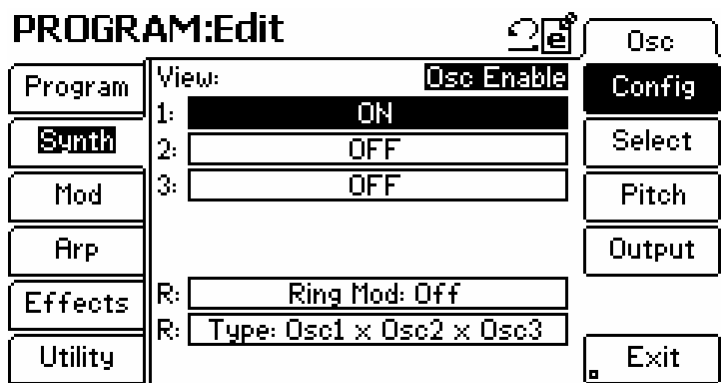 PROGRAM:Edit
e
Osc
Program
Synth
Mod
Arp
Effects
Utility
View: Osc Enable
1: ON
2: OFF
3: OFF
R: Ring Mod: Off
R: Type: Osc1 x Osc2 x Osc3
Config
Select
Pitch
Output
Exit